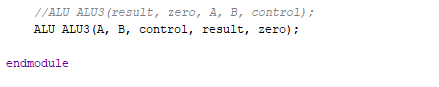 //ALU ALU3(result, zero, A, B, control);
ALU ALU3(A, B, control, result, zero);
endmodule